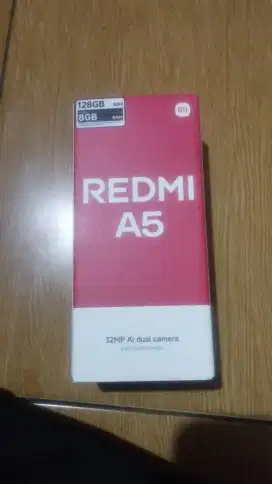 128GB
8GB
REDMI
A5
32MP AI dual camera